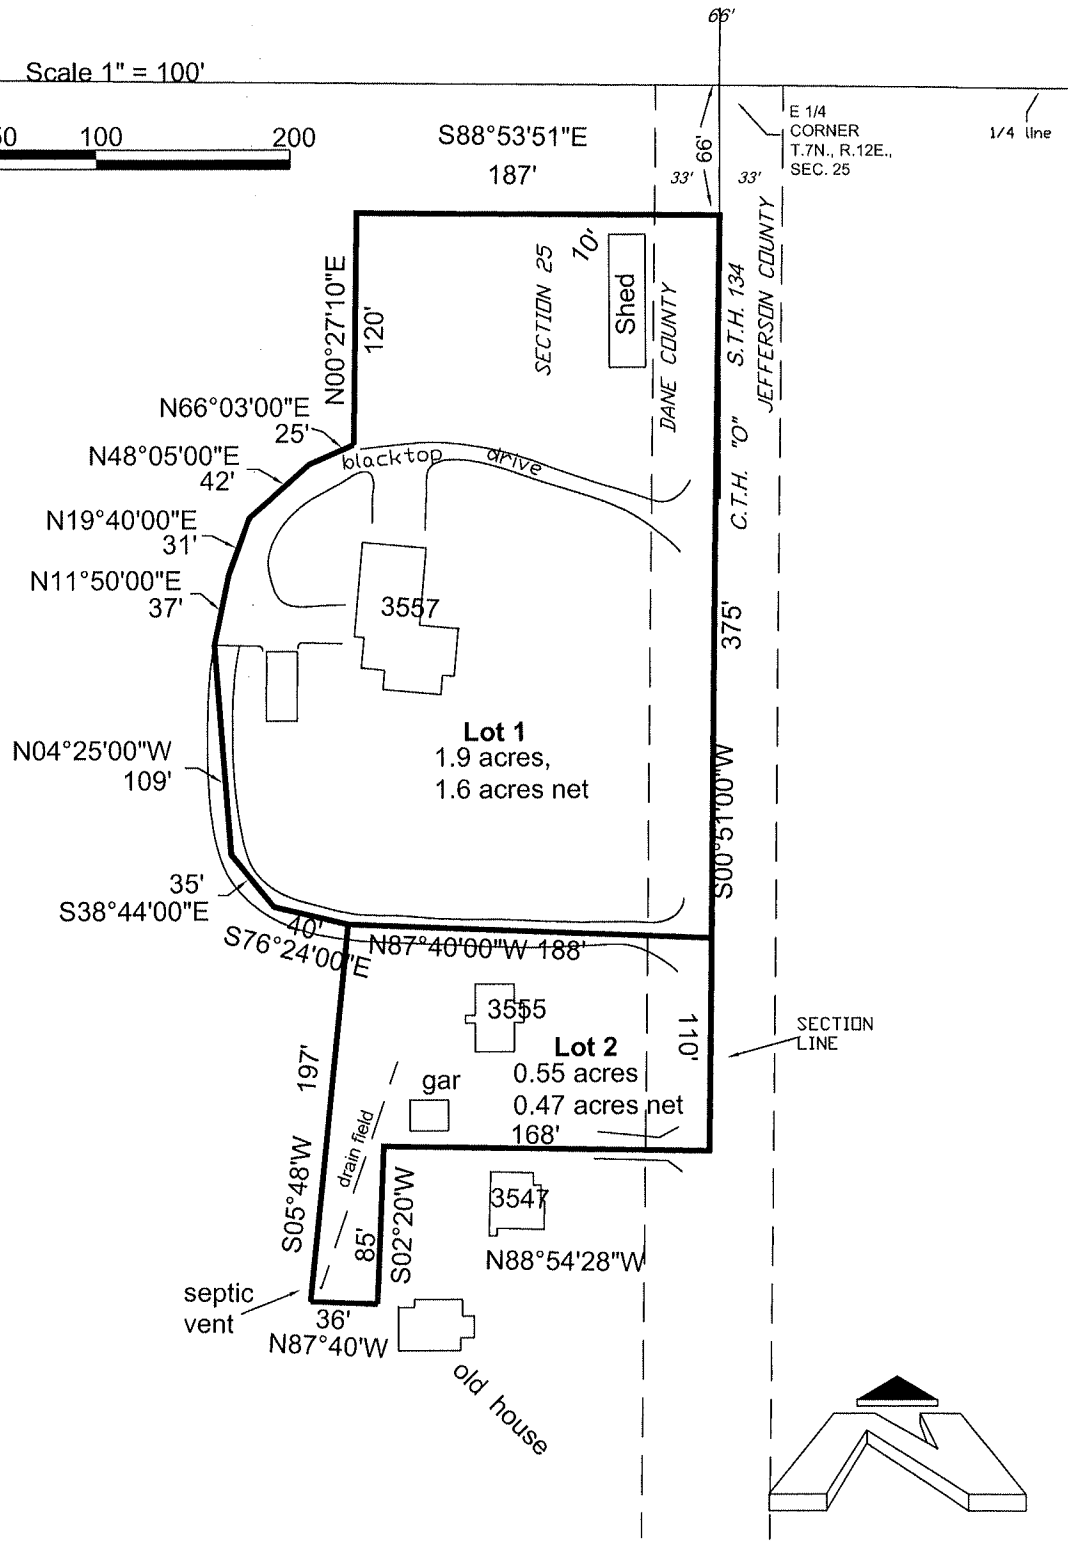 66'
Scale 1" = 100'
50 100 200
S88°53'51"E
187'
66'
33' 33'
E 1/4
CORNER
T.7N., R.12E.,
SEC. 25
1/4 line
N00°27'10"E
120'
SECTION 25
10'
Shed
DANE COUNTY
S.T.H. 134
JEFFERSON COUNTY
C.T.H. "O"
N66°03'00"E
25'
blacktop drive
N48°05'00"E
42'
N19°40'00"E
31'
N11°50'00"E
37'
3557
375'
Lot 1
1.9 acres,
1.6 acres net
N04°25'00"W
109'
S00°51'00"W
35'
S38°44'00"E
40'
S76°24'00"E
N87°40'00"W 188'
3555
110'
SECTION
LINE
Lot 2
0.55 acres
0.47 acres net
168'
197'
gar
drain field
S05°48'W
85'
S02°20'W
3547
N88°54'28"W
septic
vent
36'
N87°40'W
old house